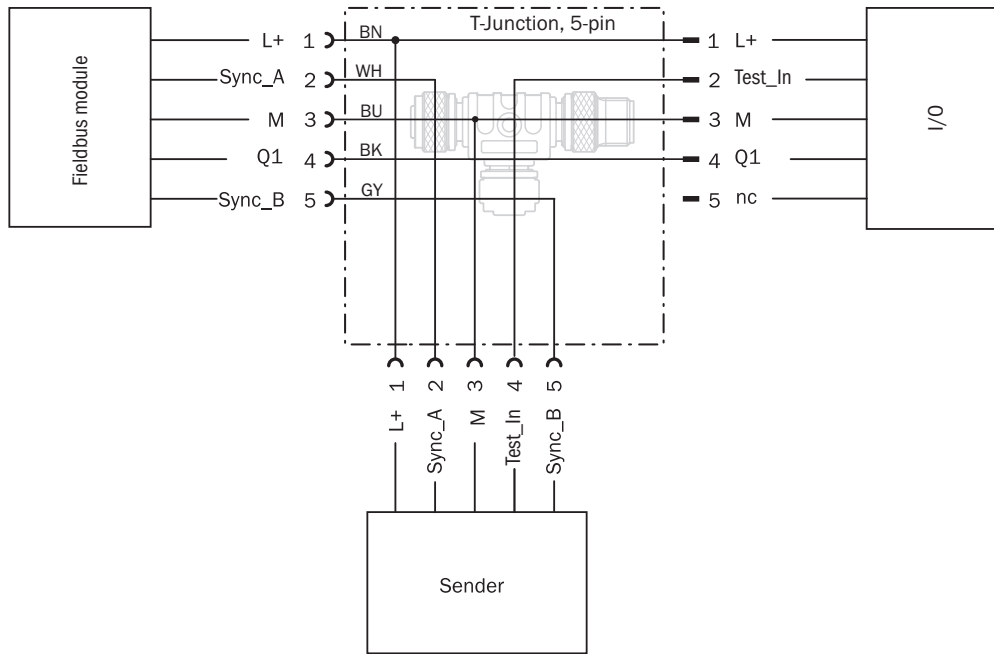 T-Junction, 5-pin
Fieldbus module
L+ 1 BN 1 L+
Sync_A 2 WH 2 Test_In
M 3 BU 3 M
Q1 4 BK 4 Q1
Sync_B 5 GY 5 nc
I/O
1 2 3 4 5
L+ Sync_A M Test_In Sync_B
Sender